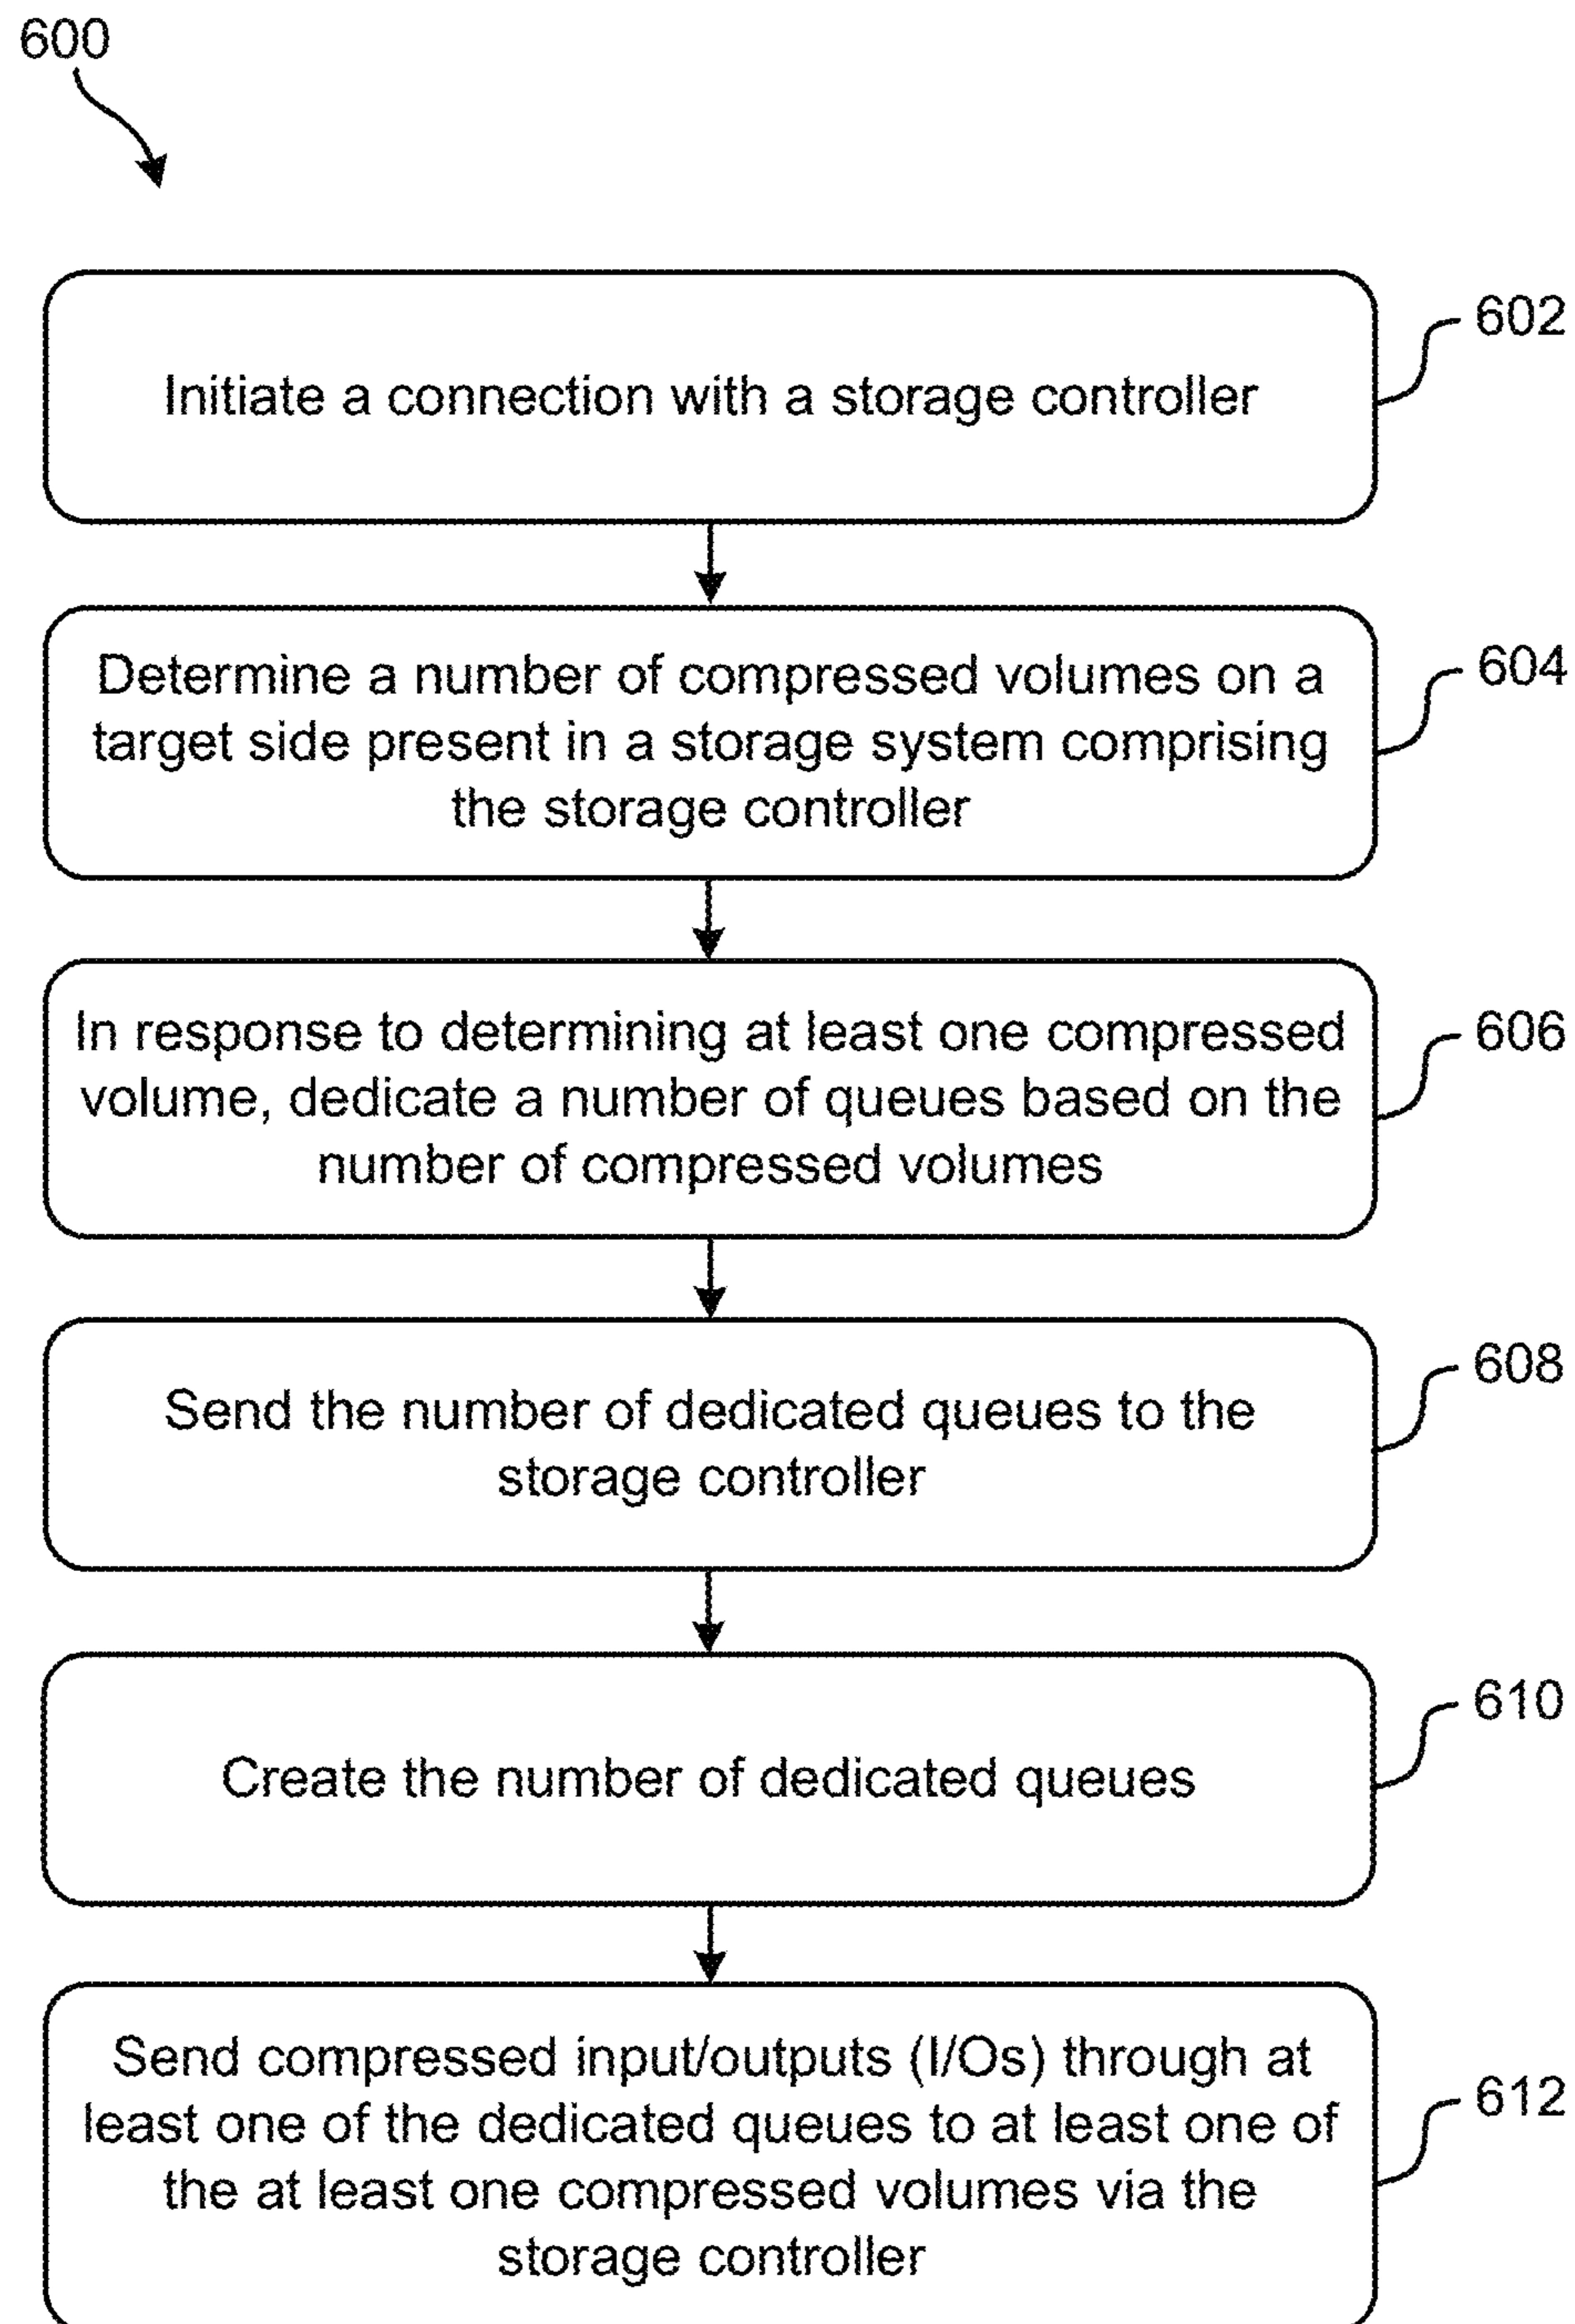 600
Initiate a connection with a storage controller
602
Determine a number of compressed volumes on a
target side present in a storage system comprising
the storage controller
604
In response to determining at least one compressed
volume, dedicate a number of queues based on the
number of compressed volumes
606
Send the number of dedicated queues to the
storage controller
608
Create the number of dedicated queues
610
Send compressed input/outputs (I/Os) through at
least one of the dedicated queues to at least one of
the at least one compressed volumes via the
storage controller
612